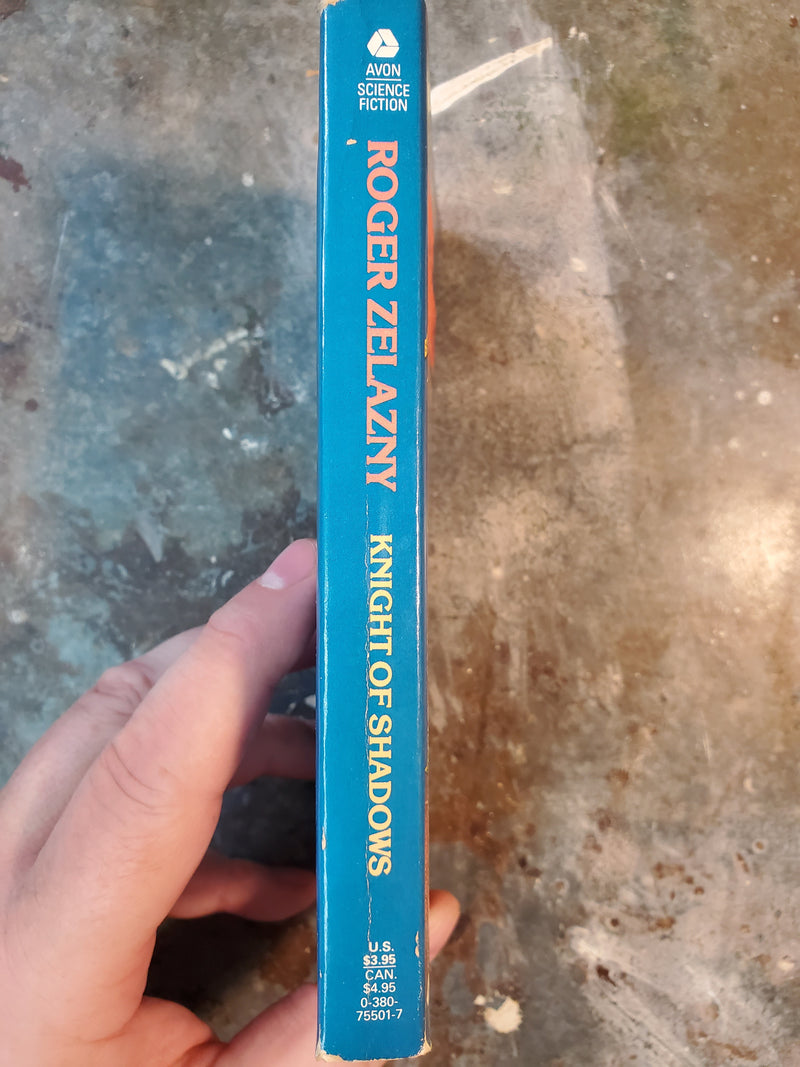 AVON
SCIENCE
FICTION
ROGER ZELAZNY
KNIGHT OF SHADOWS
U.S.
$3.95
CAN.
$4.95
0-380-
75501-7